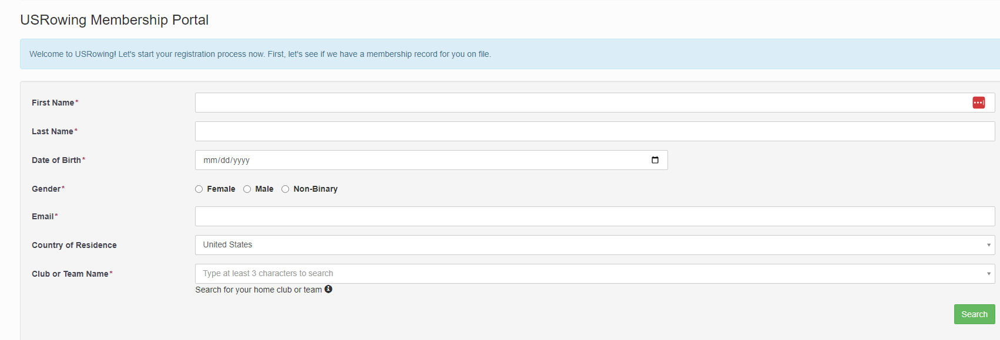 USRowing Membership Portal
Welcome to USRowing! Let's start your registration process now. First, let's see if we have a membership record for you on file.
First Name*
Last Name*
Date of Birth* mm/dd/yyyy
Gender* Female Male Non-Binary
Email*
Country of Residence United States
Club or Team Name* Type at least 3 characters to search
Search for your home club or team
Search